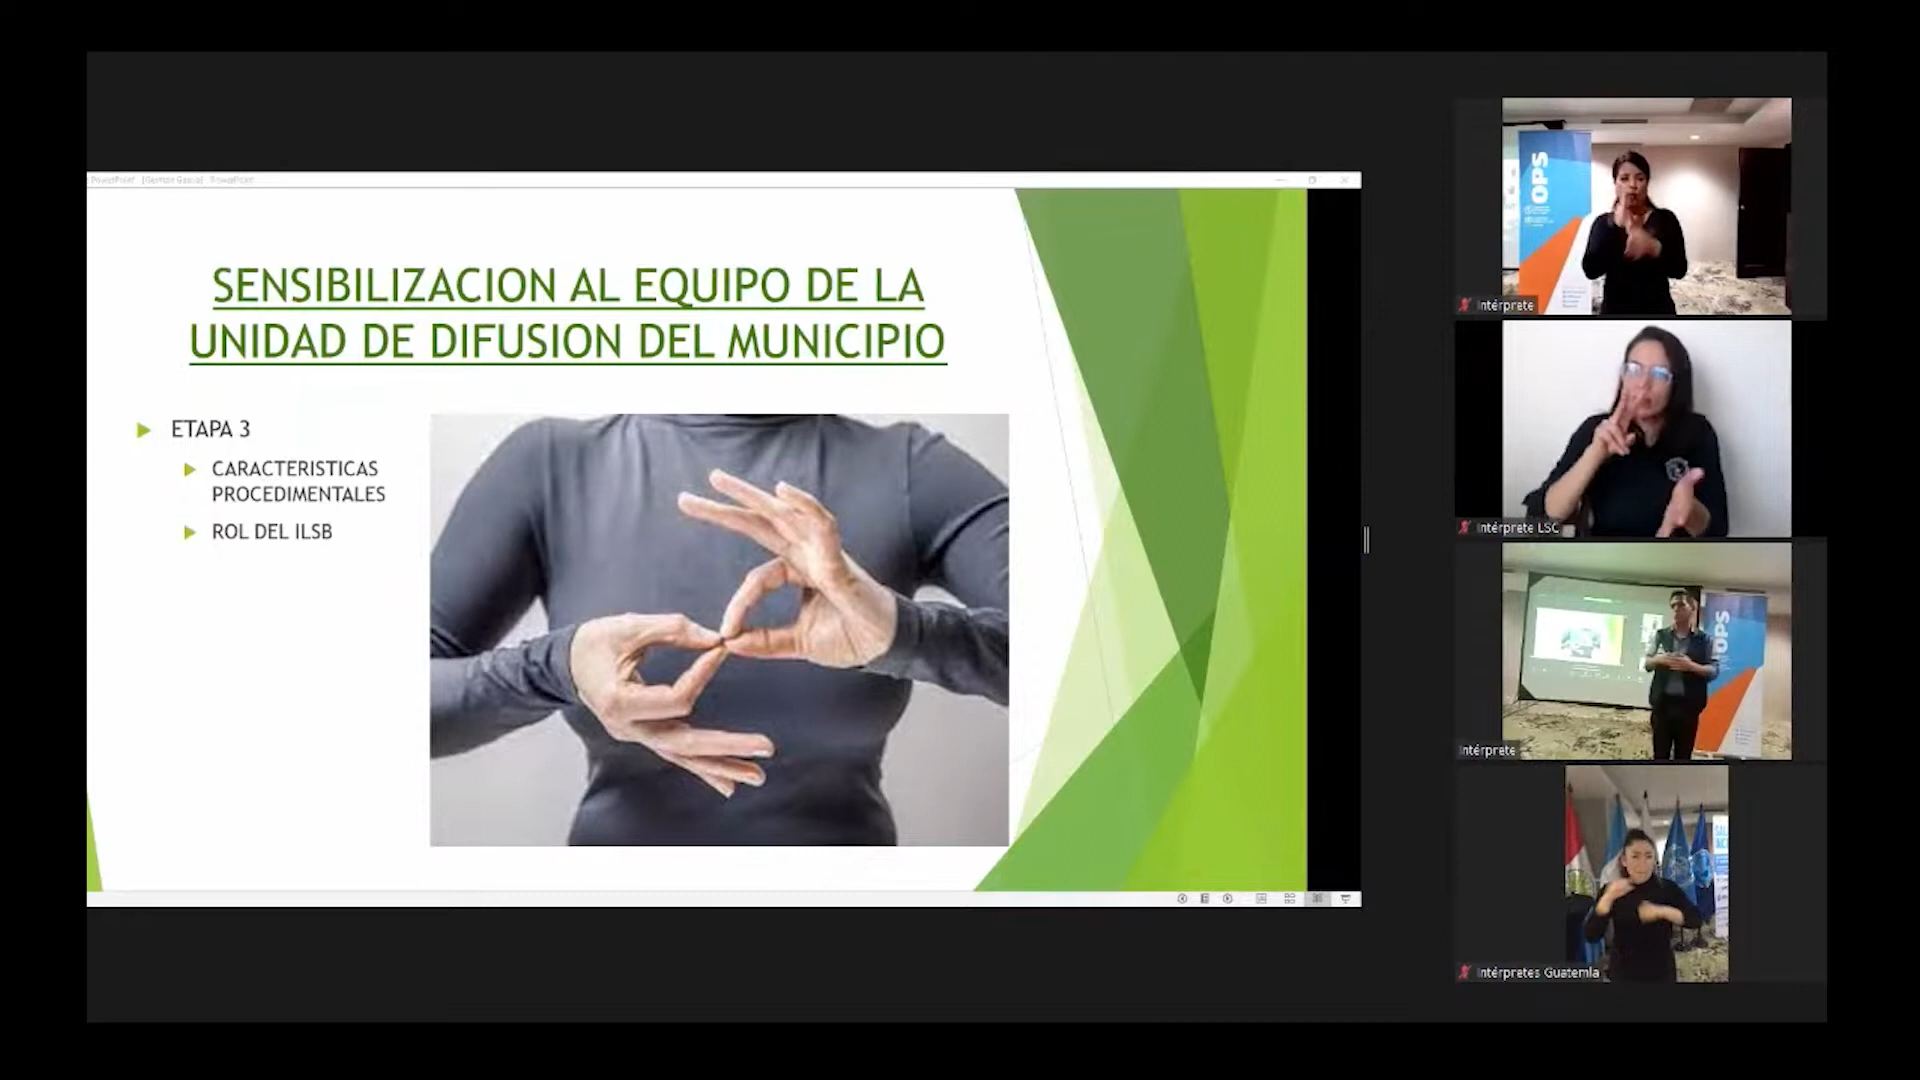 PowerPoint
SENSIBILIZACION AL EQUIPO DE LA
UNIDAD DE DIFUSION DEL MUNICIPIO
ETAPA 3
CARACTERISTICAS
PROCEDIMENTALES
ROL DEL ILSB
OPS
Intérprete
Intérprete LSC
OPS
Intérprete
Intérpretes Guatemla